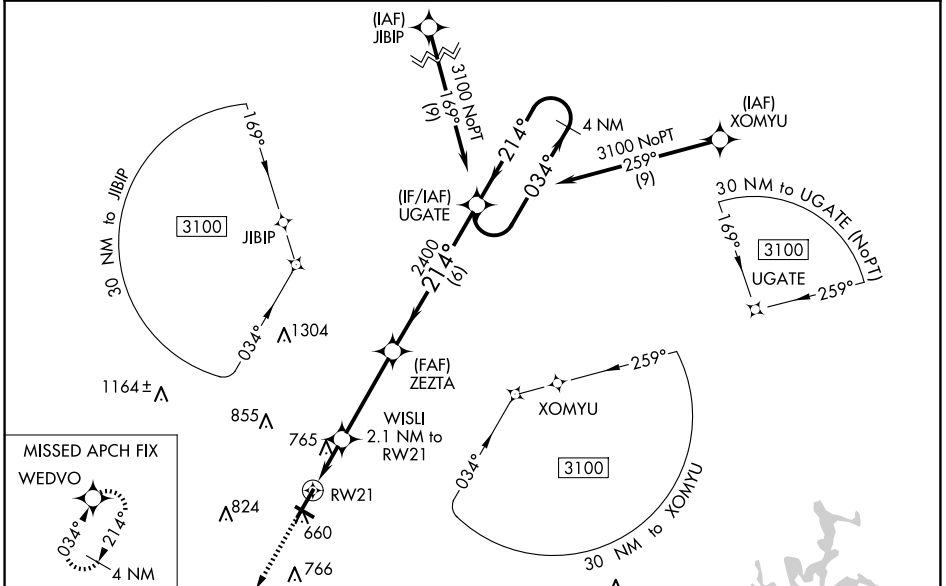 (IAF)
JIBIP
3100 NoPT
169°
(9)
(IAF)
XOMYU
4 NM
3100 NoPT
259°
(9)
214°
034°
(IF/IAF)
UGATE
2400
214°
(6)
30 NM to JIBIP
169°
3100
JIBIP
034°
30 NM to UGATE (NoPT)
169°
3100
UGATE
259°
1304
1164±
(FAF)
ZEZTA
855
765
WISLI
2.1 NM to
RW21
259°
XOMYU
034°
3100
30 NM to XOMYU
RW21
824
660
766
MISSED APCH FIX
WEDVO
034°
214°
4 NM